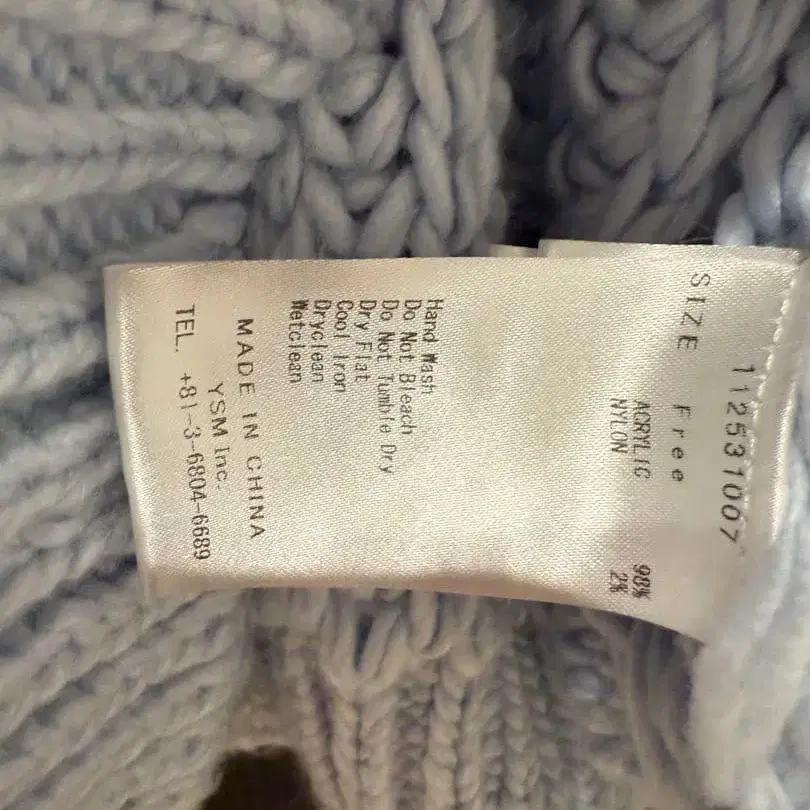 112531007
SIZE Free
ACRYLIC 98%
NYLON 2%
Hand Wash
Do Not Bleach
Do Not Tumble Dry
Dry Flat
Cool Iron
Dryclean
Wetclean
MADE IN CHINA
YSM Inc.
TEL. +81-3-6804-6689